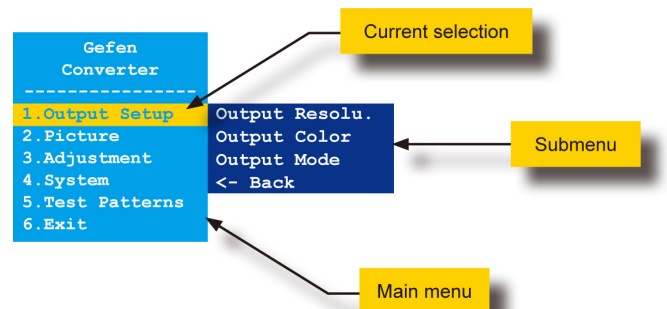 Current selection
Gefen
Converter
-----------------
1.Output Setup
2.Picture
3.Adjustment
4.System
5.Test Patterns
6.Exit
Output Resolu.
Output Color
Output Mode
<- Back
Submenu
Main menu